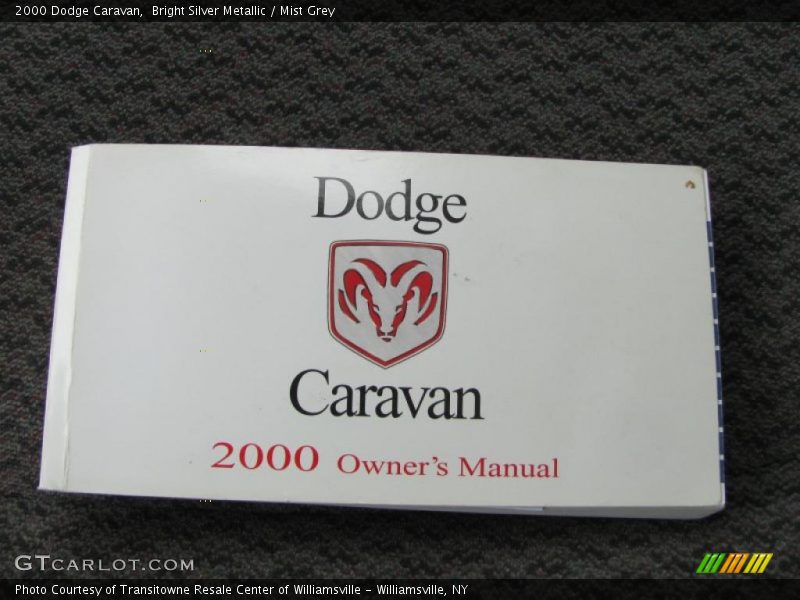 2000 Dodge Caravan, Bright Silver Metallic / Mist Grey
Dodge
Caravan
2000 Owner's Manual
GTCARLOT.COM
Photo Courtesy of Transitowne Resale Center of Williamsville - Williamsville, NY